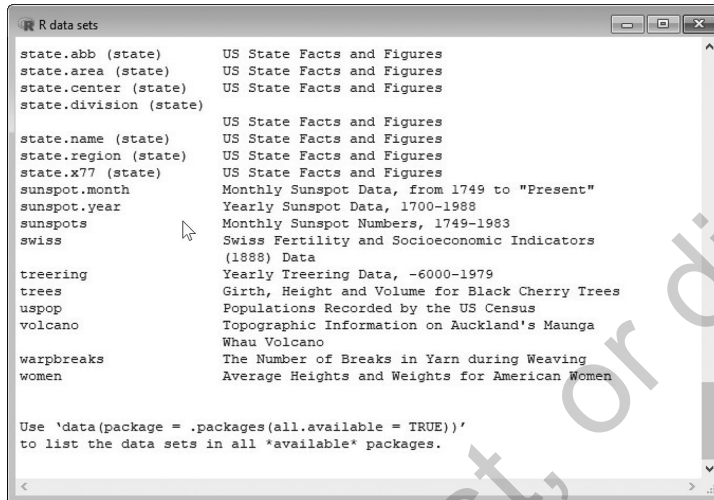 R data sets
state.abb (state) US State Facts and Figures
state.area (state) US State Facts and Figures
state.center (state) US State Facts and Figures
state.division (state)
US State Facts and Figures
state.name (state) US State Facts and Figures
state.region (state) US State Facts and Figures
state.x77 (state) US State Facts and Figures
sunspot.month Monthly Sunspot Data, from 1749 to "Present"
sunspot.year Yearly Sunspot Data, 1700-1988
sunspots Monthly Sunspot Numbers, 1749-1983
swiss Swiss Fertility and Socioeconomic Indicators
(1888) Data
treering Yearly Treering Data, -6000-1979
trees Girth, Height and Volume for Black Cherry Trees
uspop Populations Recorded by the US Census
volcano Topographic Information on Auckland's Maunga
Whau Volcano
warpbreaks The Number of Breaks in Yarn during Weaving
women Average Heights and Weights for American Women
Use ‘data(package = .packages(all.available = TRUE))’
to list the data sets in all *available* packages.